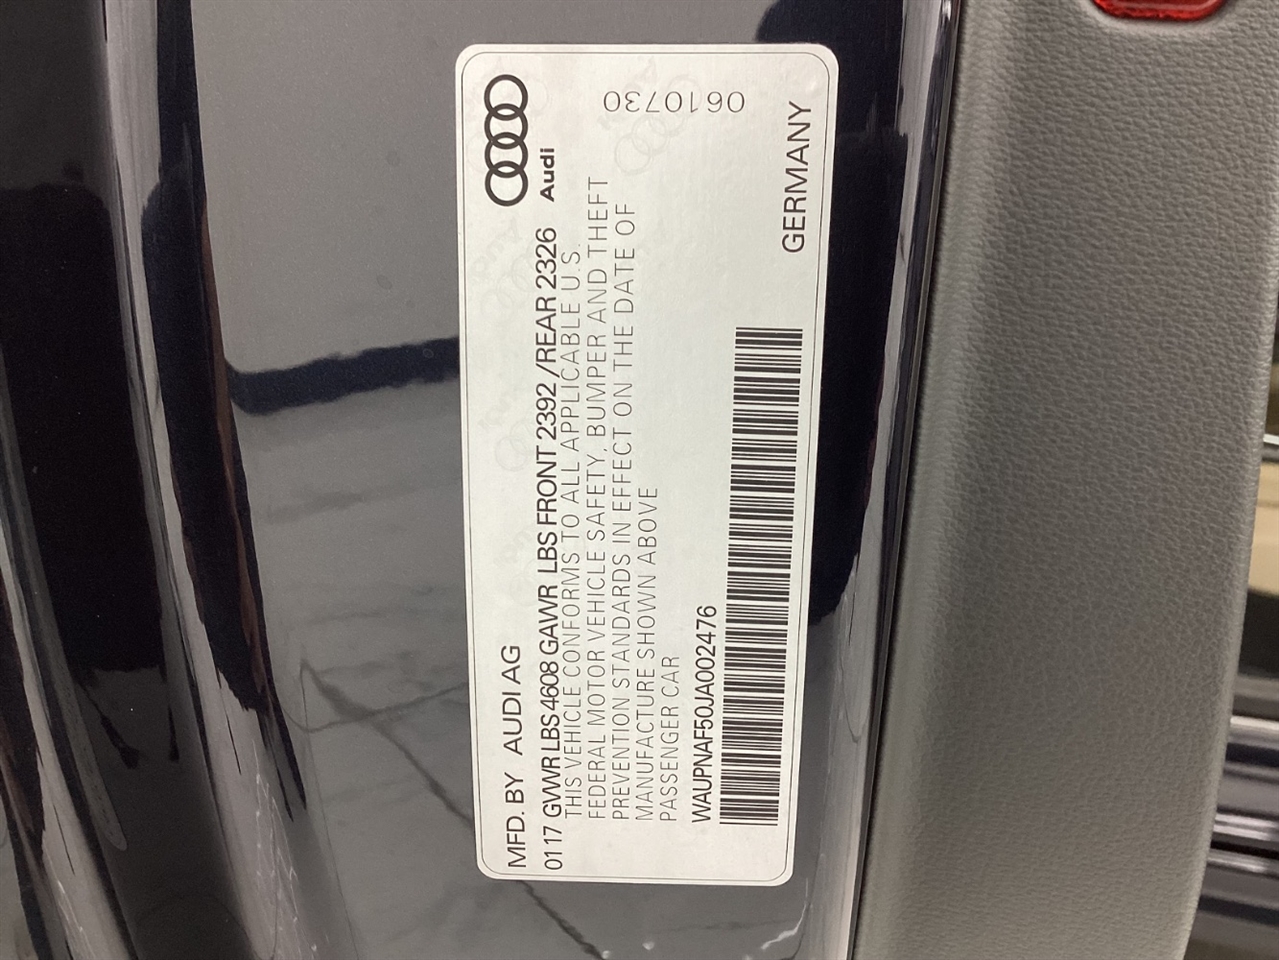 MFD. BY AUDI AG
0117 GVWR LBS 4608 GAWR LBS FRONT 2392 /REAR 2326
Audi
THIS VEHICLE CONFORMS TO ALL APPLICABLE U.S.
FEDERAL MOTOR VEHICLE SAFETY, BUMPER AND THEFT
PREVENTION STANDARDS IN EFFECT ON THE DATE OF
MANUFACTURE SHOWN ABOVE
PASSENGER CAR
0610730
WAUPNAF50JA002476
GERMANY